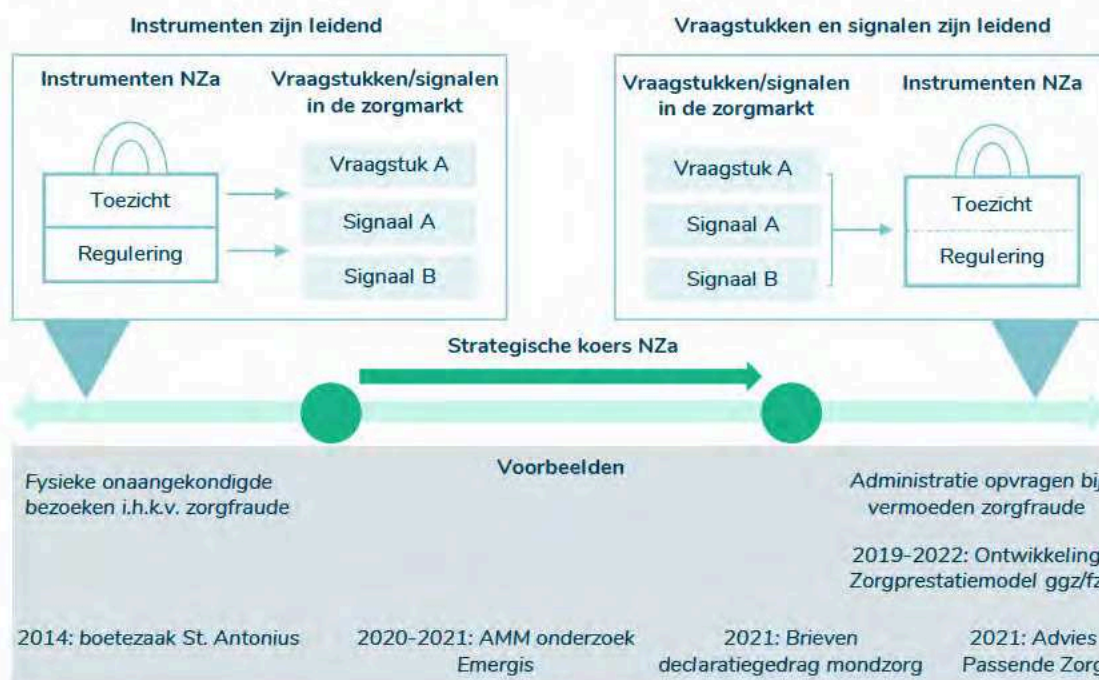 Instrumenten zijn leidend
Instrumenten NZa
Toezicht
Regulering
Vraagstukken/signalen
in de zorgmarkt
Vraagstuk A
Signaal A
Signaal B
Vraagstukken en signalen zijn leidend
Vraagstukken/signalen
in de zorgmarkt
Vraagstuk A
Signaal A
Signaal B
Instrumenten NZa
Toezicht
Regulering
Strategische koers NZa
Voorbeelden
Fysieke onaangekondigde
bezoeken i.h.k.v. zorgfraude
Administratie opvragen bij
vermoeden zorgfraude
2019-2022: Ontwikkeling
Zorgprestatiemodel ggz/fz
2014: boetezaak St. Antonius
2020-2021: AMM onderzoek
Emergis
2021: Brieven
declaratiegedrag mondzorg
2021: Advies
Passende Zorg